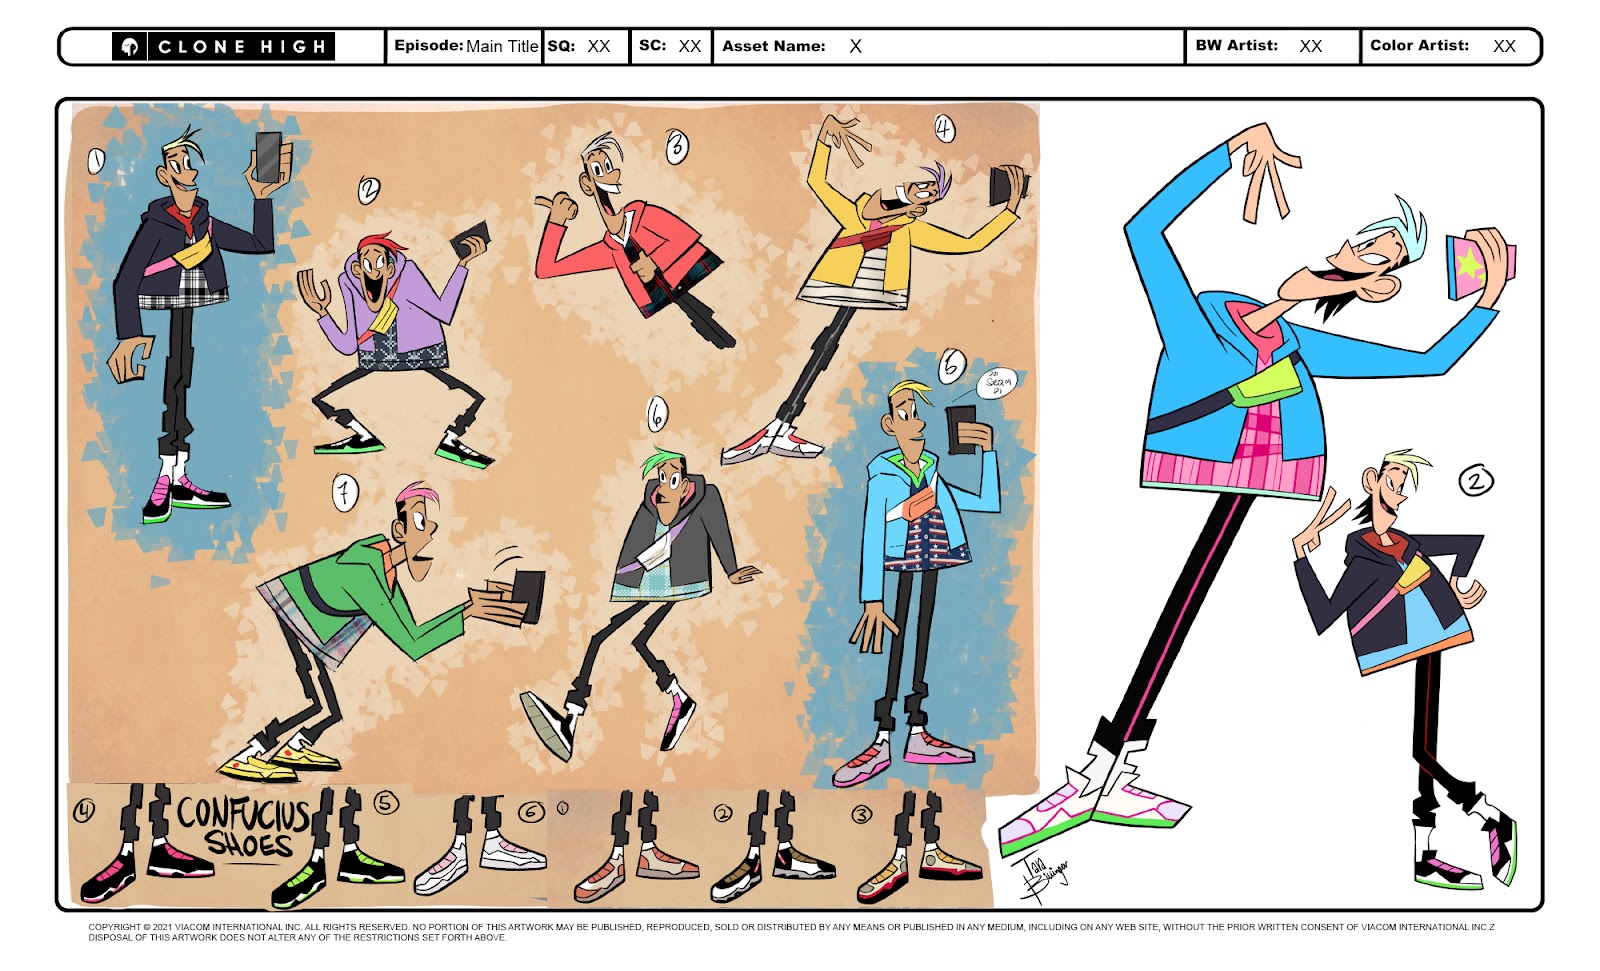 CLONE HIGH
Episode: Main Title SQ: XX SC: XX Asset Name: X BW Artist: XX Color Artist: XX
1
2
3
4
5
6
7
2
4
CONFUCIUS
SHOES
5
6
1
2
3
COPYRIGHT © 2021 VIACOM INTERNATIONAL INC. ALL RIGHTS RESERVED. NO PORTION OF THIS ARTWORK MAY BE PUBLISHED, REPRODUCED, SOLD OR DISTRIBUTED BY ANY MEANS OR PUBLISHED IN ANY MEDIUM, INCLUDING ON ANY WEB SITE, WITHOUT THE PRIOR WRITTEN CONSENT OF VIACOM INTERNATIONAL INC.Z
DISPOSAL OF THIS ARTWORK DOES NOT ALTER ANY OF THE RESTRICTIONS SET FORTH ABOVE.